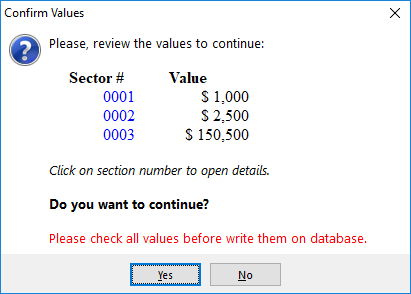 Confirm Values
Please, review the values to continue:
Sector # Value
0001 $ 1,000
0002 $ 2,500
0003 $ 150,500
Click on section number to open details.
Do you want to continue?
Please check all values before write them on database.
Yes No